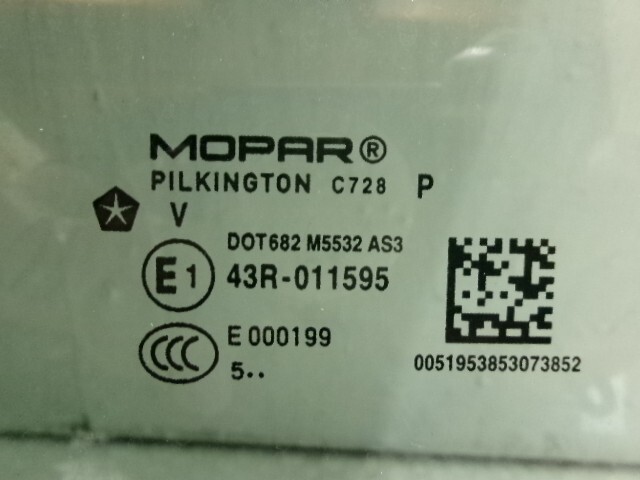 MOPAR®
PILKINGTON C728 P
V
DOT682 M5532 AS3
E1 43R-011595
CCC E 000199
5..
0051953853073852